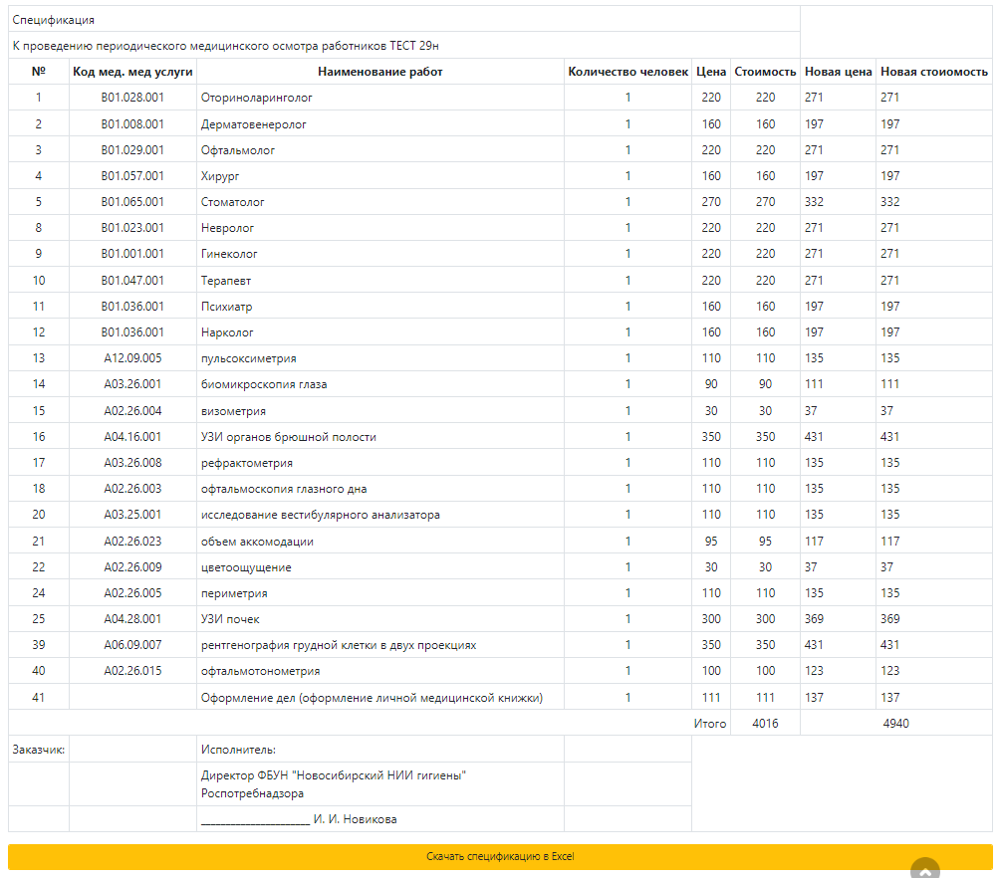 Спецификация
К проведению периодического медицинского осмотра работников ТЕСТ 29н
№ Код мед. мед услуги Наименование работ Количество человек Цена Стоимость Новая цена Новая стоиомость
1 B01.028.001 Оториноларинголог 1 220 220 271 271
2 B01.008.001 Дерматовенеролог 1 160 160 197 197
3 B01.029.001 Офтальмолог 1 220 220 271 271
4 B01.057.001 Хирург 1 160 160 197 197
5 B01.065.001 Стоматолог 1 270 270 332 332
8 B01.023.001 Невролог 1 220 220 271 271
9 B01.001.001 Гинеколог 1 220 220 271 271
10 B01.047.001 Терапевт 1 220 220 271 271
11 B01.036.001 Психиатр 1 160 160 197 197
12 B01.036.001 Нарколог 1 160 160 197 197
13 A12.09.005 пульсоксиметрия 1 110 110 135 135
14 A03.26.001 биомикроскопия глаза 1 90 90 111 111
15 A02.26.004 визометрия 1 30 30 37 37
16 A04.16.001 УЗИ органов брюшной полости 1 350 350 431 431
17 A03.26.008 рефрактометрия 1 110 110 135 135
18 A02.26.003 офтальмоскопия глазного дна 1 110 110 135 135
20 A03.25.001 исследование вестибулярного анализатора 1 110 110 135 135
21 A02.26.023 объем аккомодации 1 95 95 117 117
22 A02.26.009 цветоощущение 1 30 30 37 37
24 A02.26.005 периметрия 1 110 110 135 135
25 A04.28.001 УЗИ почек 1 300 300 369 369
39 A06.09.007 рентгенография грудной клетки в двух проекциях 1 350 350 431 431
40 A02.26.015 офтальмотонометрия 1 100 100 123 123
41 Оформление дел (оформление личной медицинской книжки) 1 111 111 137 137
Итого 4016 4940
Заказчик: Исполнитель:
Директор ФБУН "Новосибирский НИИ гигиены"
Роспотребнадзора
______________________ И. И. Новикова
Скачать спецификацию в Excel